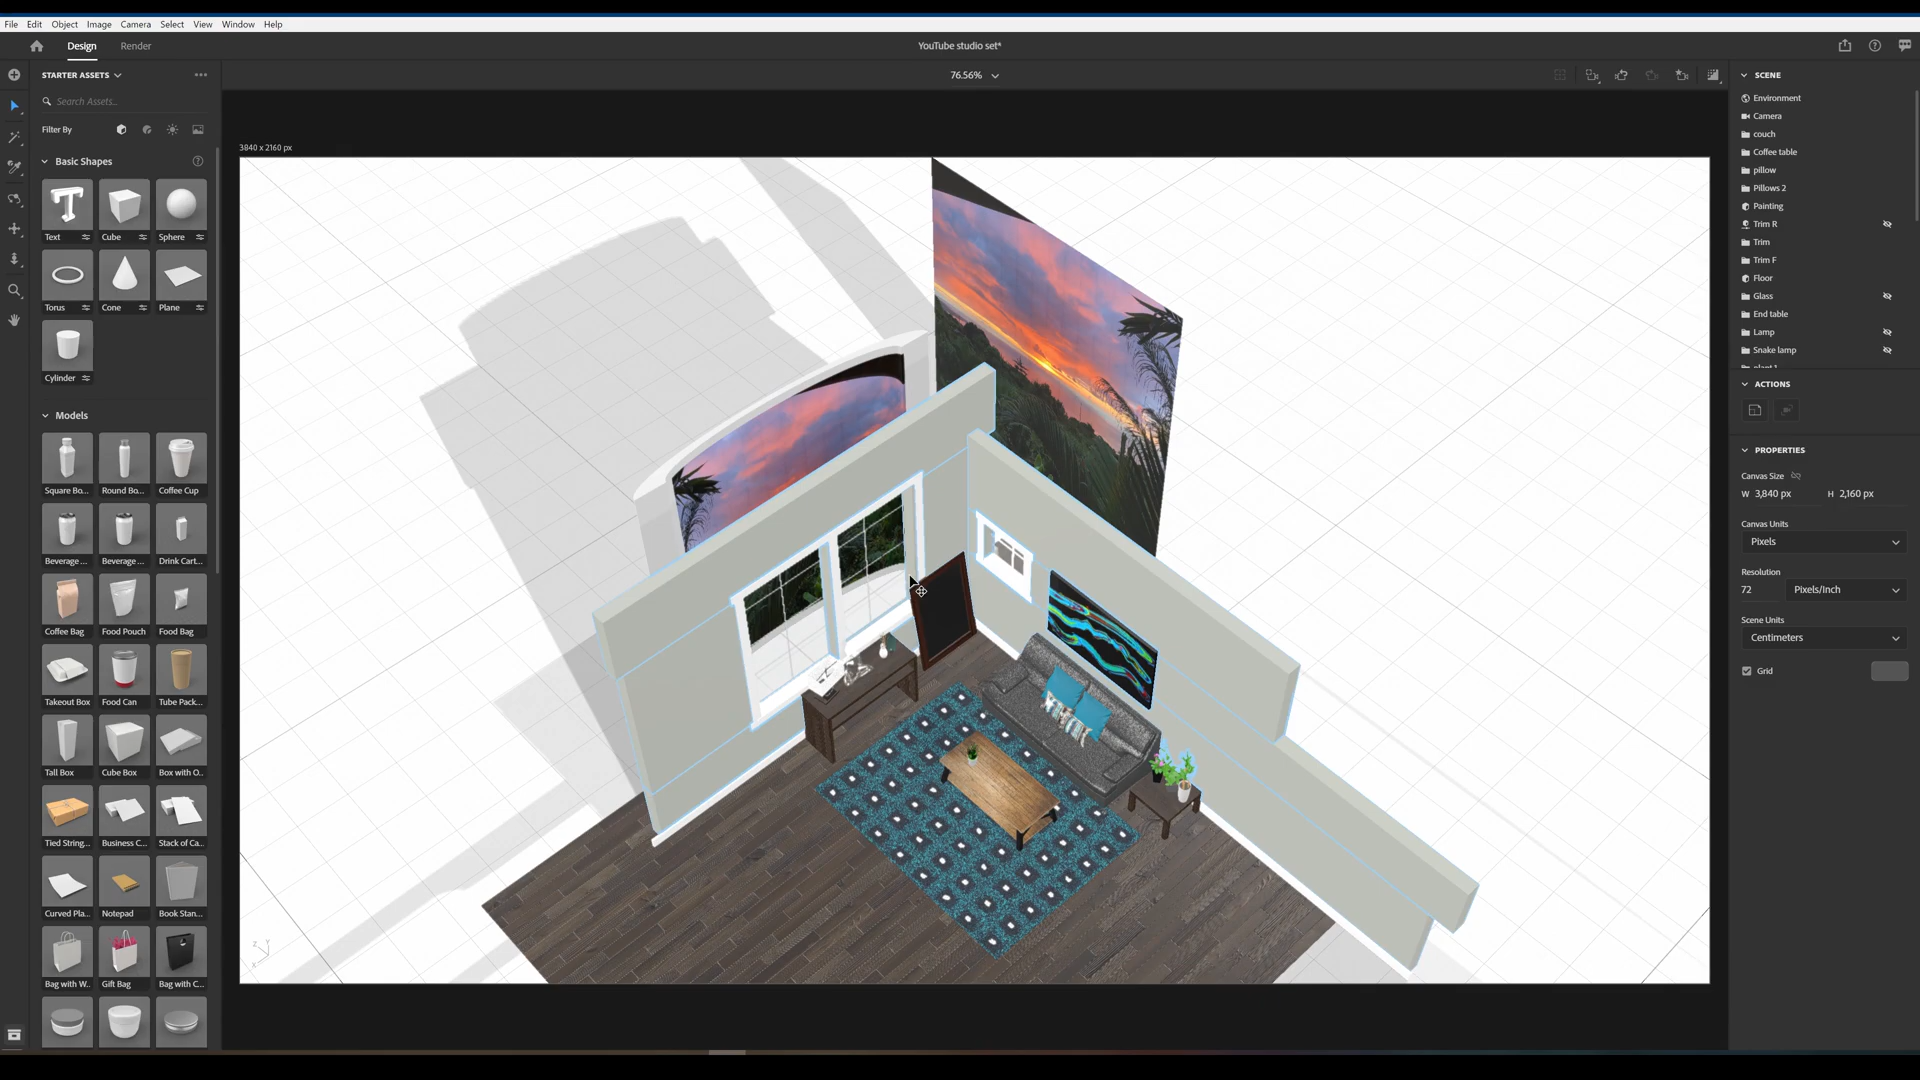 File Edit Object Image Camera Select View Window Help
Design Render YouTube studio set*
STARTER ASSETS
76.56%
Search Assets...
Filter By
3840 x 2160 px
Basic Shapes
Text Cube Sphere
Torus Cone Plane
Cylinder
Models
Square Bo... Round Bo... Coffee Cup
Beverage ... Beverage ... Drink Cart...
Coffee Bag Food Pouch Food Bag
Takeout Box Food Can Tube Pack...
Tall Box Cube Box Box with O...
Tied String... Business C... Stack of Ca...
Curved Pla... Notepad Book Stan...
Bag with W... Gift Bag Bag with C...
SCENE
Environment
Camera
couch
Coffee table
pillow
Pillows 2
Painting
Trim R
Trim
Trim F
Floor
Glass
End table
Lamp
Snake lamp
plant 1
ACTIONS
PROPERTIES
Canvas Size
W 3,840 px H 2,160 px
Canvas Units
Pixels
Resolution
72 Pixels/Inch
Scene Units
Centimeters
Grid